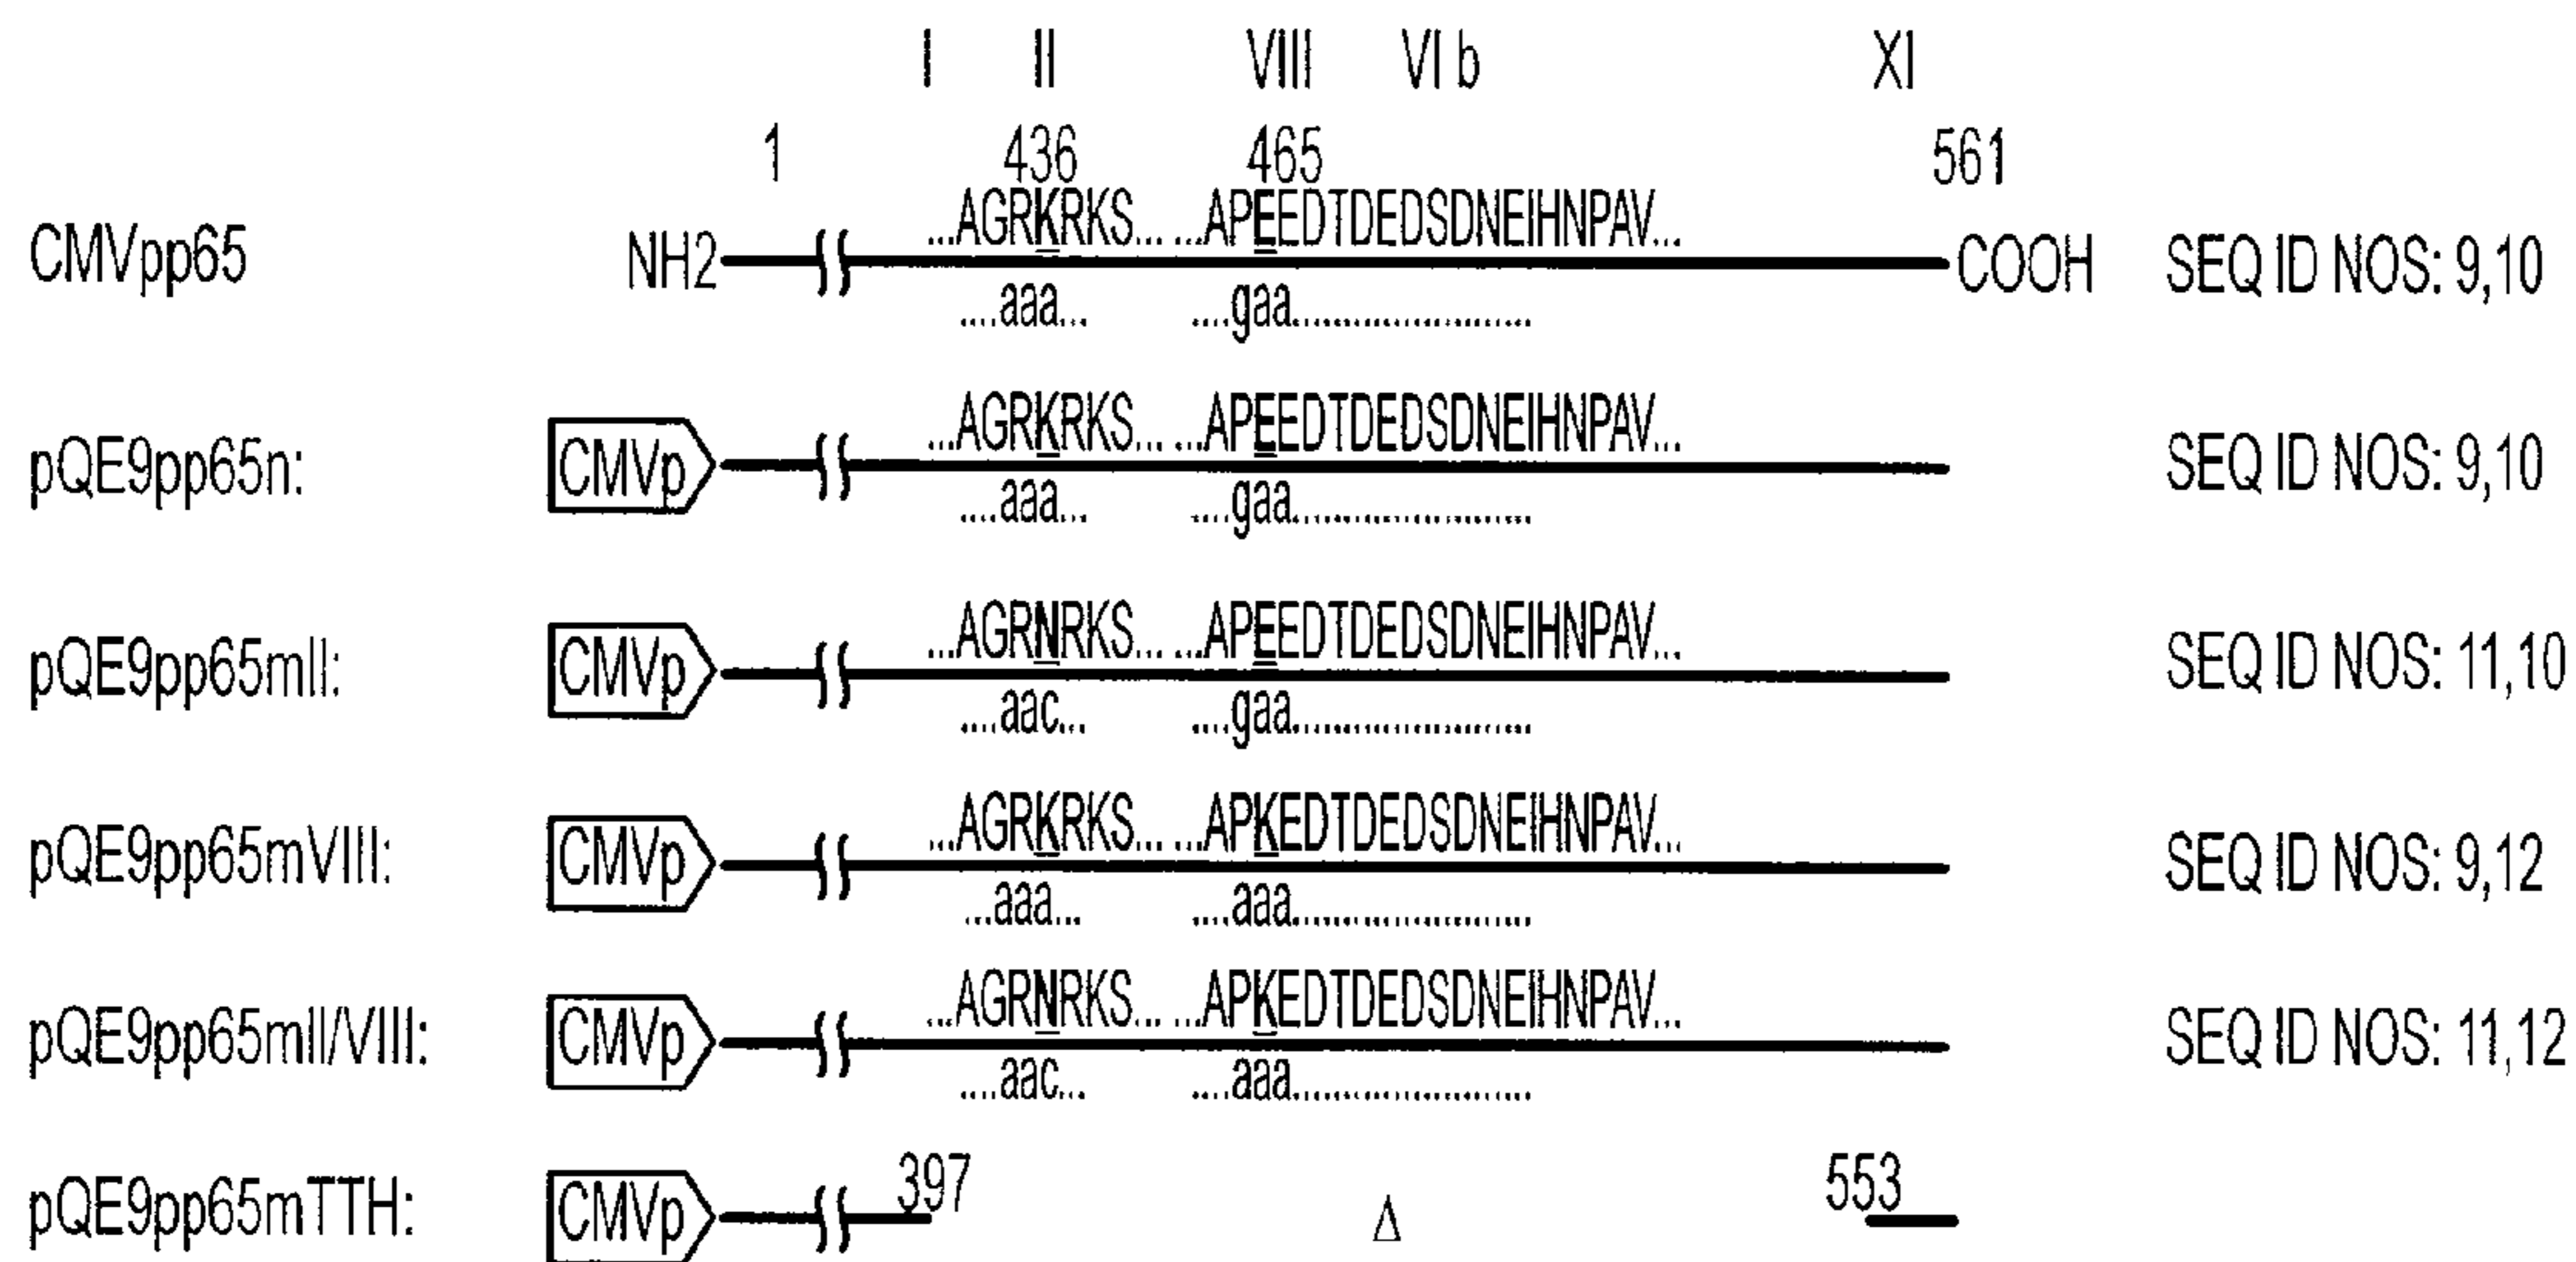 I II VIII VI b XI
1 436 465 561
...AGRKRKS... ...APEEDTDEDSDNEIHNPAV...
CMVpp65 NH2 COOH SEQ ID NOS: 9,10
....aaa... ....gaa.......................
...AGRKRKS... ...APEEDTDEDSDNEIHNPAV...
pQE9pp65n: CMVp SEQ ID NOS: 9,10
....aaa... ....gaa.......................
...AGRNRKS... ...APEEDTDEDSDNEIHNPAV...
pQE9pp65mII: CMVp SEQ ID NOS: 11,10
....aac... ....gaa.......................
...AGRKRKS... ...APKEDTDEDSDNEIHNPAV...
pQE9pp65mVIII: CMVp SEQ ID NOS: 9,12
...aaa... ....aaa.......................
...AGRNRKS... ...APKEDTDEDSDNEIHNPAV...
pQE9pp65mII/VIII: CMVp SEQ ID NOS: 11,12
....aac... ....aaa.......................
397 553
pQE9pp65mTTH: CMVp Δ